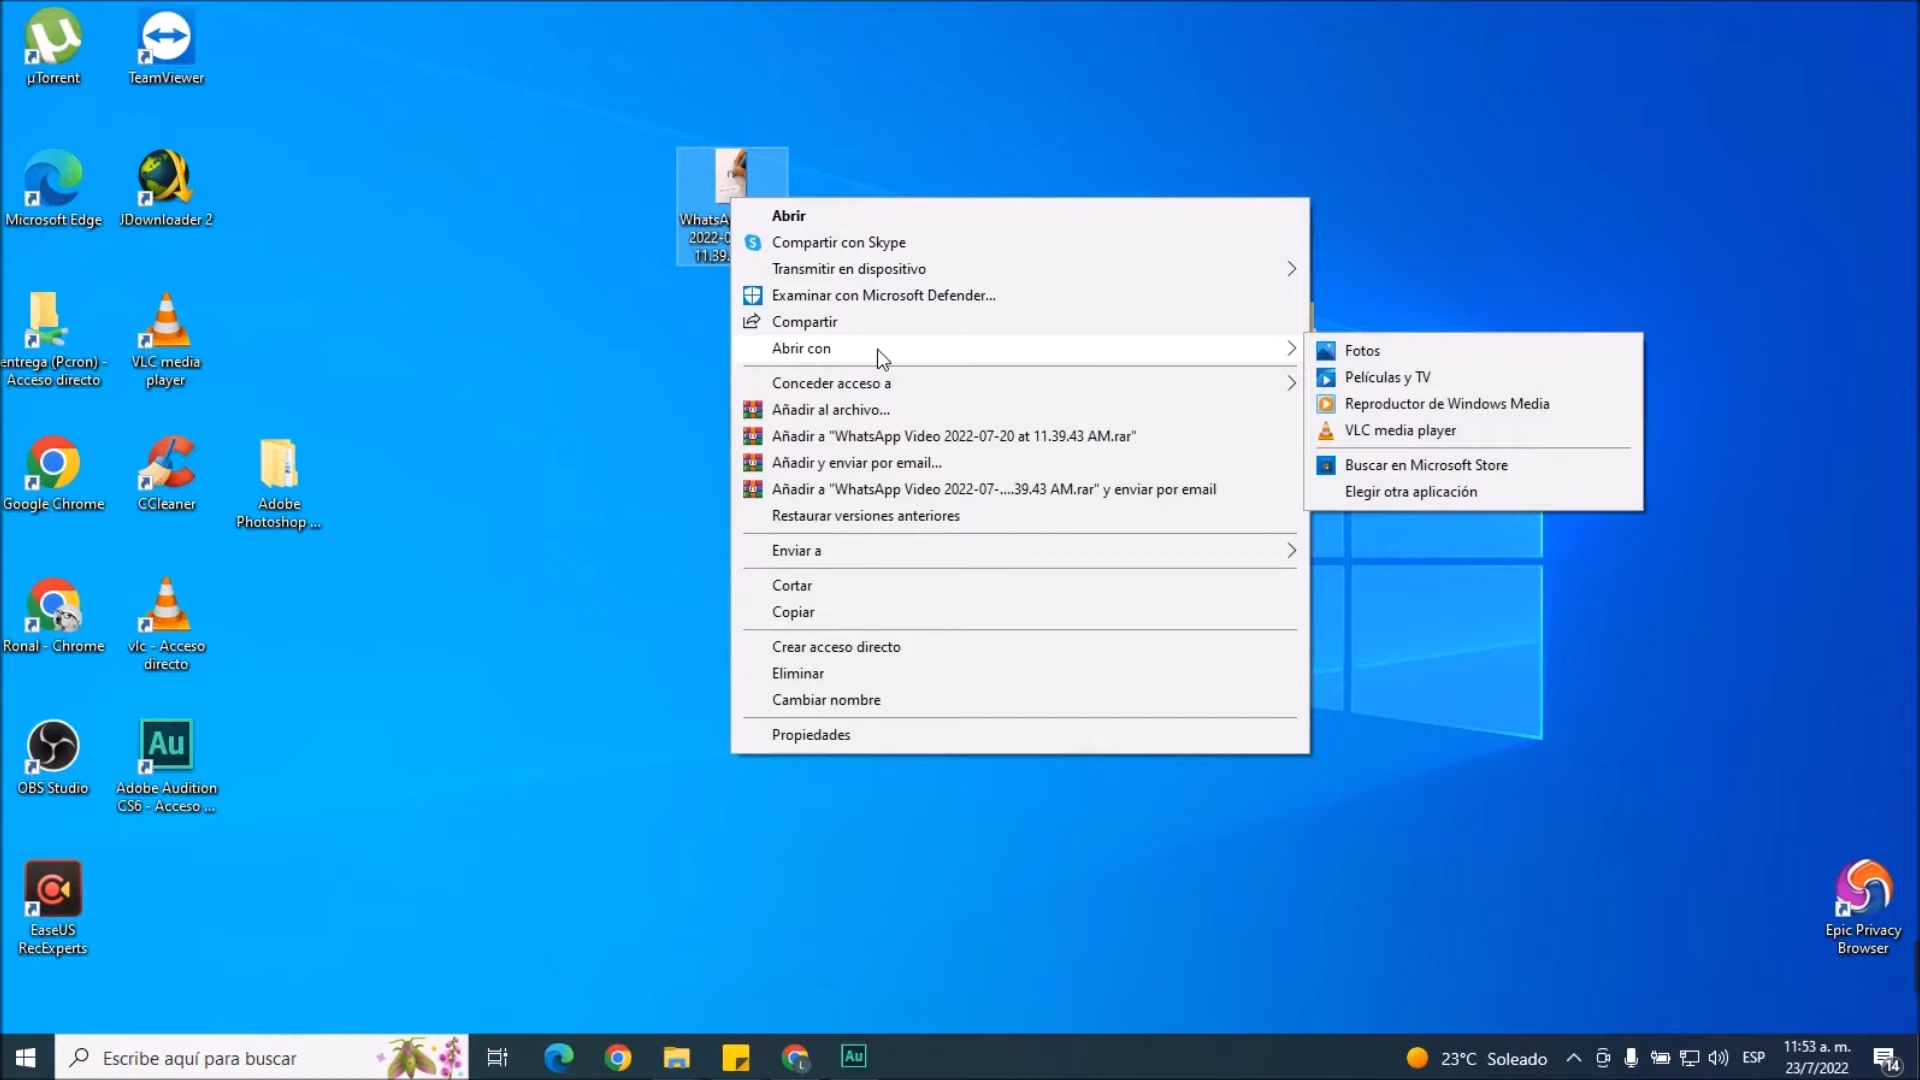 µTorrent
TeamViewer
Microsoft Edge
JDownloader 2
entrega (Pcron) -
Acceso directo
VLC media
player
Google Chrome
CCleaner
Adobe
Photoshop ...
Ronal - Chrome
vlc - Acceso
directo
OBS Studio
Au
Adobe Audition
CS6 - Acceso ...
EaseUS
RecExperts
WhatsA
2022-0
11.39.
Abrir
Compartir con Skype
Transmitir en dispositivo
Examinar con Microsoft Defender...
Compartir
Abrir con
Conceder acceso a
Añadir al archivo...
Añadir a "WhatsApp Video 2022-07-20 at 11.39.43 AM.rar"
Añadir y enviar por email...
Añadir a "WhatsApp Video 2022-07-....39.43 AM.rar" y enviar por email
Restaurar versiones anteriores
Enviar a
Cortar
Copiar
Crear acceso directo
Eliminar
Cambiar nombre
Propiedades
Fotos
Películas y TV
Reproductor de Windows Media
VLC media player
Buscar en Microsoft Store
Elegir otra aplicación
Epic Privacy
Browser
Escribe aquí para buscar
L
Au
23°C Soleado
ESP
11:53 a. m.
23/7/2022
14